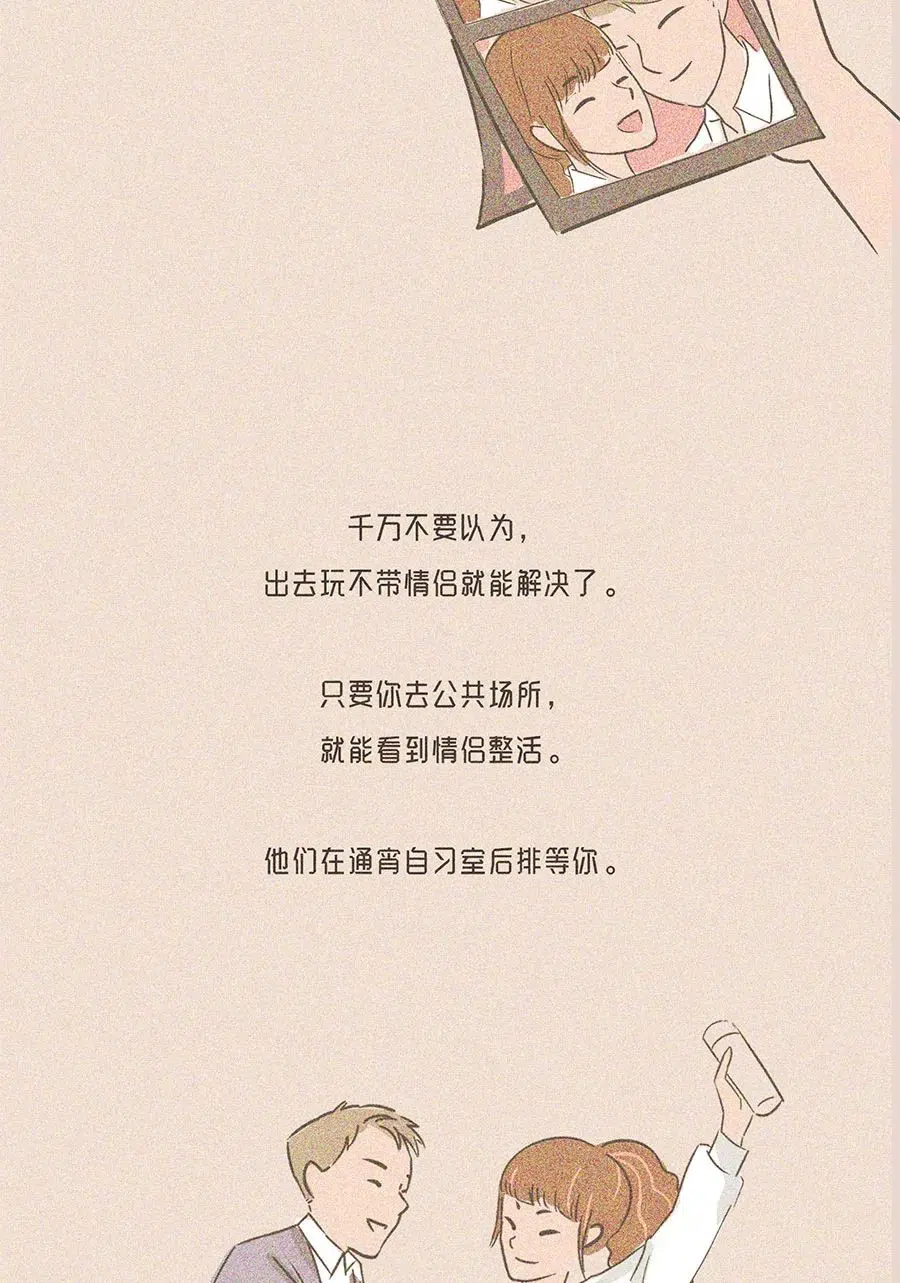 千万不要以为，
出去玩不带情侣就能解决了。
只要你去公共场所，
就能看到情侣整活。
他们在通宵自习室后排等你。